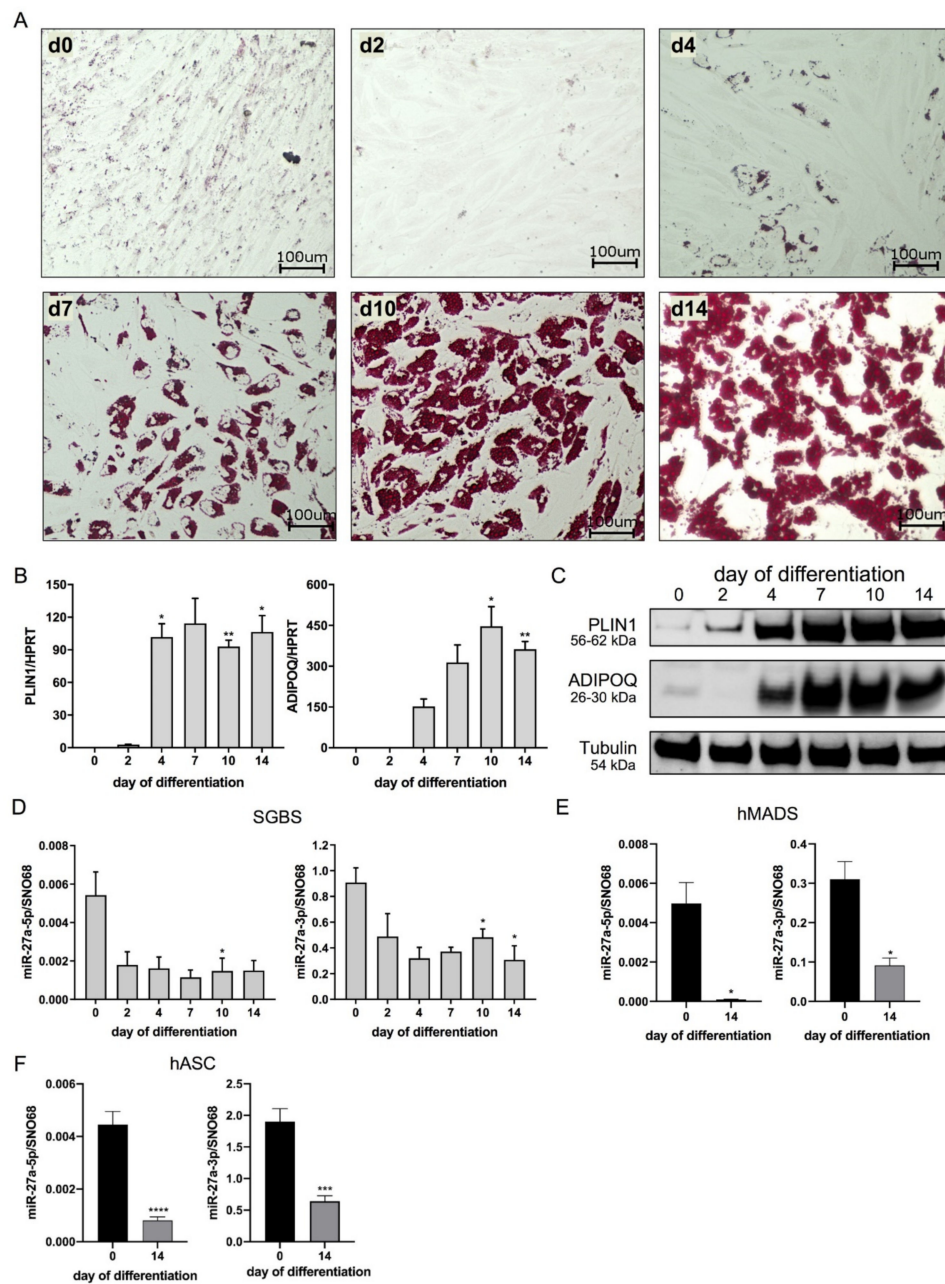 A
d0
d2
d4
100um
100um
100um
d7
d10
d14
100um
100um
100um
B
PLIN1/HPRT
150
120
90
60
30
0
*
**
*
0 2 4 7 10 14
day of differentiation
ADIPOQ/HPRT
600
450
300
150
0
*
**
0 2 4 7 10 14
day of differentiation
C
day of differentiation
0 2 4 7 10 14
PLIN1
56-62 kDa
ADIPOQ
26-30 kDa
Tubulin
54 kDa
D
SGBS
miR-27a-5p/SNO68
0.008
0.006
0.004
0.002
0.000
*
0 2 4 7 10 14
day of differentiation
miR-27a-3p/SNO68
1.2
1.0
0.8
0.6
0.4
0.2
0.0
*
*
0 2 4 7 10 14
day of differentiation
E
hMADS
miR-27a-5p/SNO68
0.008
0.006
0.004
0.002
0.000
*
0 14
day of differentiation
miR-27a-3p/SNO68
0.4
0.3
0.2
0.1
0.0
*
0 14
day of differentiation
F
hASC
miR-27a-5p/SNO68
0.006
0.004
0.002
0.000
****
0 14
day of differentiation
miR-27a-3p/SNO68
2.5
2.0
1.5
1.0
0.5
0.0
***
0 14
day of differentiation